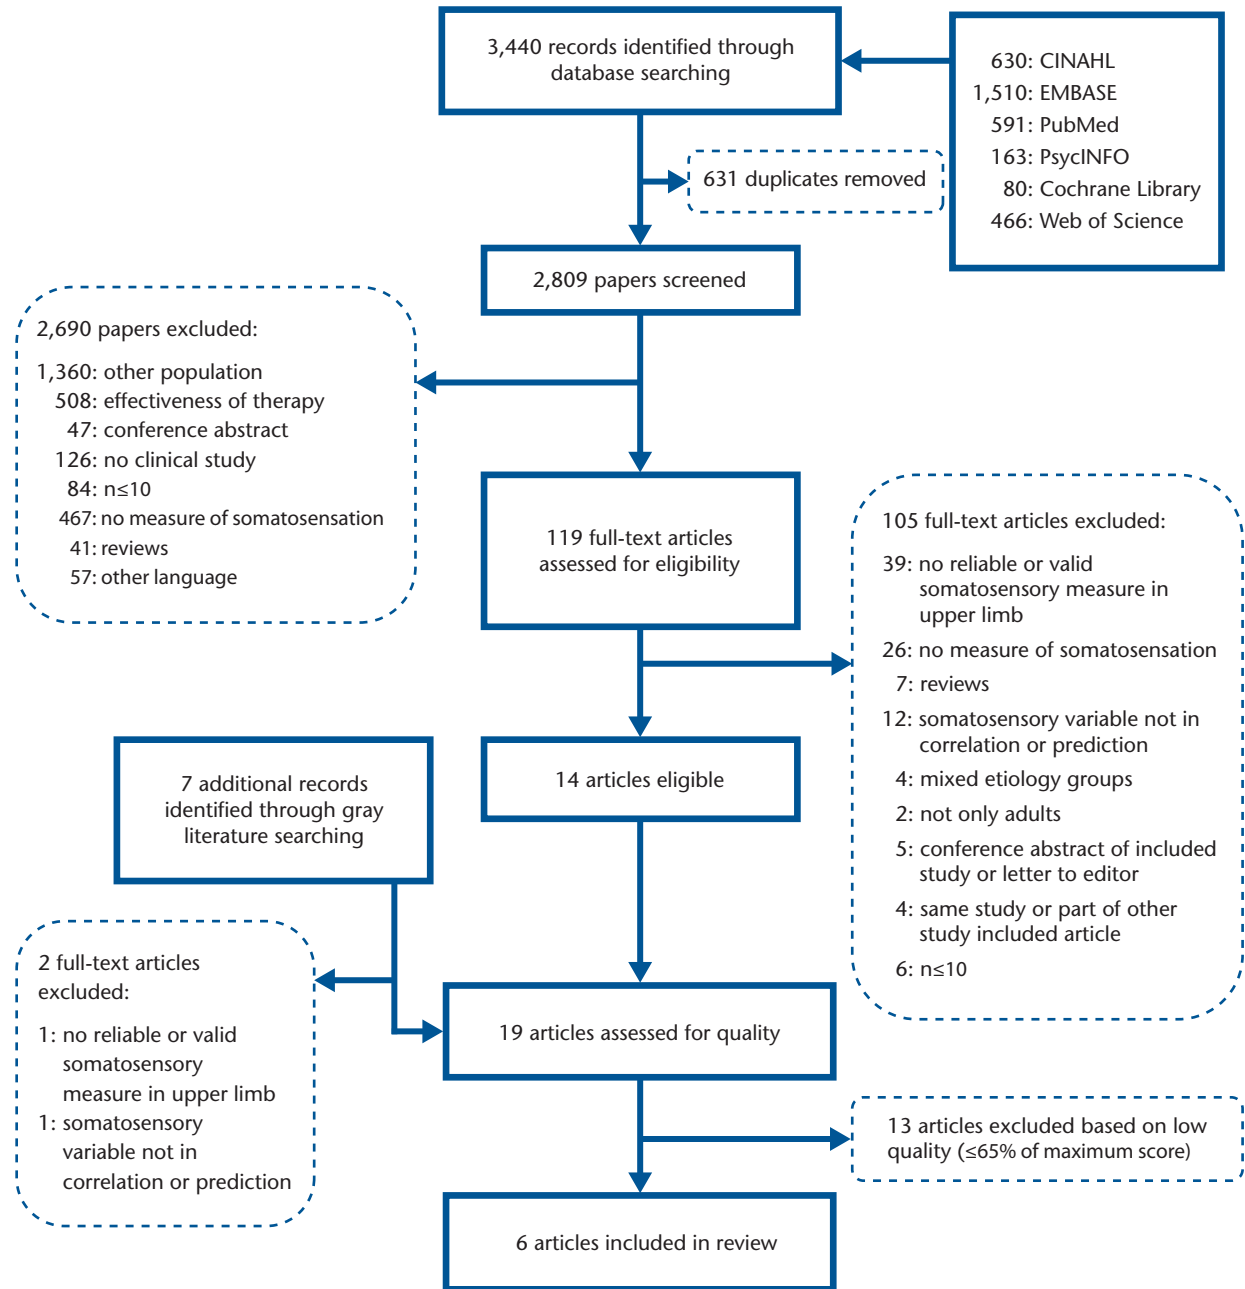 3,440 records identified through
database searching
630: CINAHL
1,510: EMBASE
591: PubMed
163: PsycINFO
80: Cochrane Library
466: Web of Science
631 duplicates removed
2,809 papers screened
2,690 papers excluded:
1,360: other population
508: effectiveness of therapy
47: conference abstract
126: no clinical study
84: n≤10
467: no measure of somatosensation
41: reviews
57: other language
119 full-text articles
assessed for eligibility
105 full-text articles excluded:
39: no reliable or valid
somatosensory measure in
upper limb
26: no measure of somatosensation
7: reviews
12: somatosensory variable not in
correlation or prediction
4: mixed etiology groups
2: not only adults
5: conference abstract of included
study or letter to editor
4: same study or part of other
study included article
6: n≤10
14 articles eligible
7 additional records
identified through gray
literature searching
2 full-text articles
excluded:
1: no reliable or valid
somatosensory
measure in upper limb
1: somatosensory
variable not in
correlation or prediction
19 articles assessed for quality
13 articles excluded based on low
quality (≤65% of maximum score)
6 articles included in review